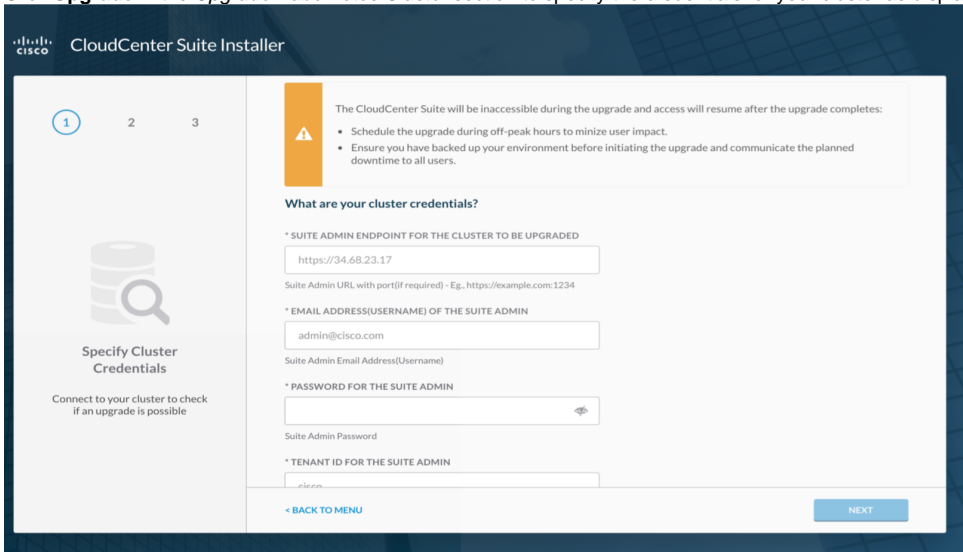 cisco
CloudCenter Suite Installer
1 2 3
Specify Cluster
Credentials
Connect to your cluster to check
if an upgrade is possible
The CloudCenter Suite will be inaccessible during the upgrade and access will resume after the upgrade completes:
• Schedule the upgrade during off-peak hours to minize user impact.
• Ensure you have backed up your environment before initiating the upgrade and communicate the planned
downtime to all users.
What are your cluster credentials?
* SUITE ADMIN ENDPOINT FOR THE CLUSTER TO BE UPGRADED
https://34.68.23.17
Suite Admin URL with port(if required) - Eg., https://example.com:1234
* EMAIL ADDRESS(USERNAME) OF THE SUITE ADMIN
admin@cisco.com
Suite Admin Email Address(Username)
* PASSWORD FOR THE SUITE ADMIN
Suite Admin Password
* TENANT ID FOR THE SUITE ADMIN
cisco
< BACK TO MENU
NEXT